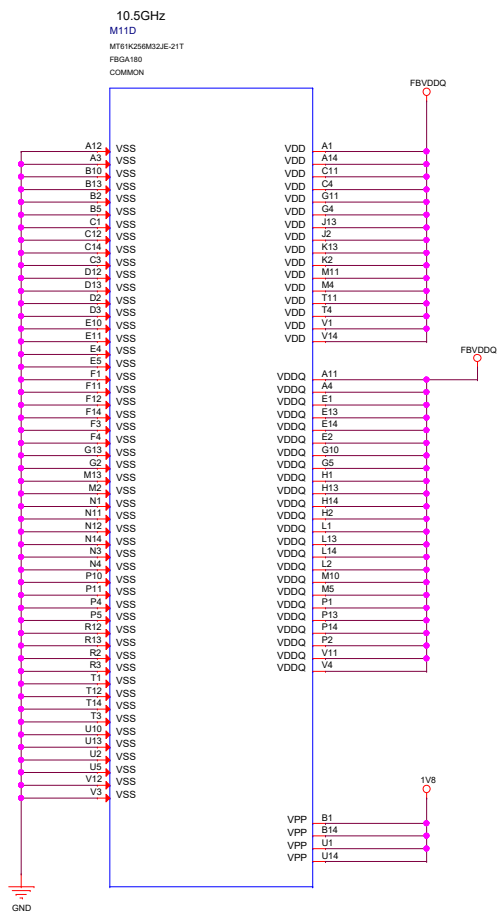 10.5GHz
M11D
MT61K256M32JE-21T
FBGA180
COMMON
FBVDDQ
A12 VSS VDD A1
A3 VSS VDD A14
B10 VSS VDD C11
B13 VSS VDD C4
B2 VSS VDD G11
B5 VSS VDD G4
C1 VSS VDD J13
C12 VSS VDD J2
C14 VSS VDD K13
C3 VSS VDD K2
D12 VSS VDD M11
D13 VSS VDD M4
D2 VSS VDD T11
D3 VSS VDD T4
E10 VSS VDD V1
E11 VSS VDD V14
E4 VSS
FBVDDQ
E5 VSS
F1 VSS VDDQ A11
F11 VSS VDDQ A4
F12 VSS VDDQ E1
F14 VSS VDDQ E13
F3 VSS VDDQ E14
F4 VSS VDDQ E2
G13 VSS VDDQ G10
G2 VSS VDDQ G5
M13 VSS VDDQ H1
M2 VSS VDDQ H13
N1 VSS VDDQ H14
N11 VSS VDDQ H2
N12 VSS VDDQ L1
N14 VSS VDDQ L13
N3 VSS VDDQ L14
N4 VSS VDDQ L2
P10 VSS VDDQ M10
P11 VSS VDDQ M5
P4 VSS VDDQ P1
P5 VSS VDDQ P13
R12 VSS VDDQ P14
R13 VSS VDDQ P2
R2 VSS VDDQ V11
R3 VSS VDDQ V4
T1 VSS
T12 VSS
T14 VSS
T3 VSS
U10 VSS
U13 VSS
U2 VSS
U5 VSS
V12 VSS
1V8
V3 VSS
VPP B1
VPP B14
VPP U1
VPP U14
GND